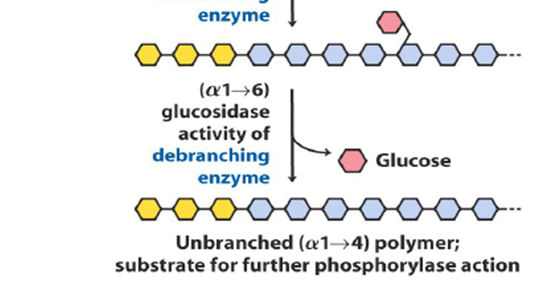 enzyme
(α1→6)
glucosidase
activity of
debranching
enzyme
Glucose
Unbranched (α1→4) polymer;
substrate for further phosphorylase action